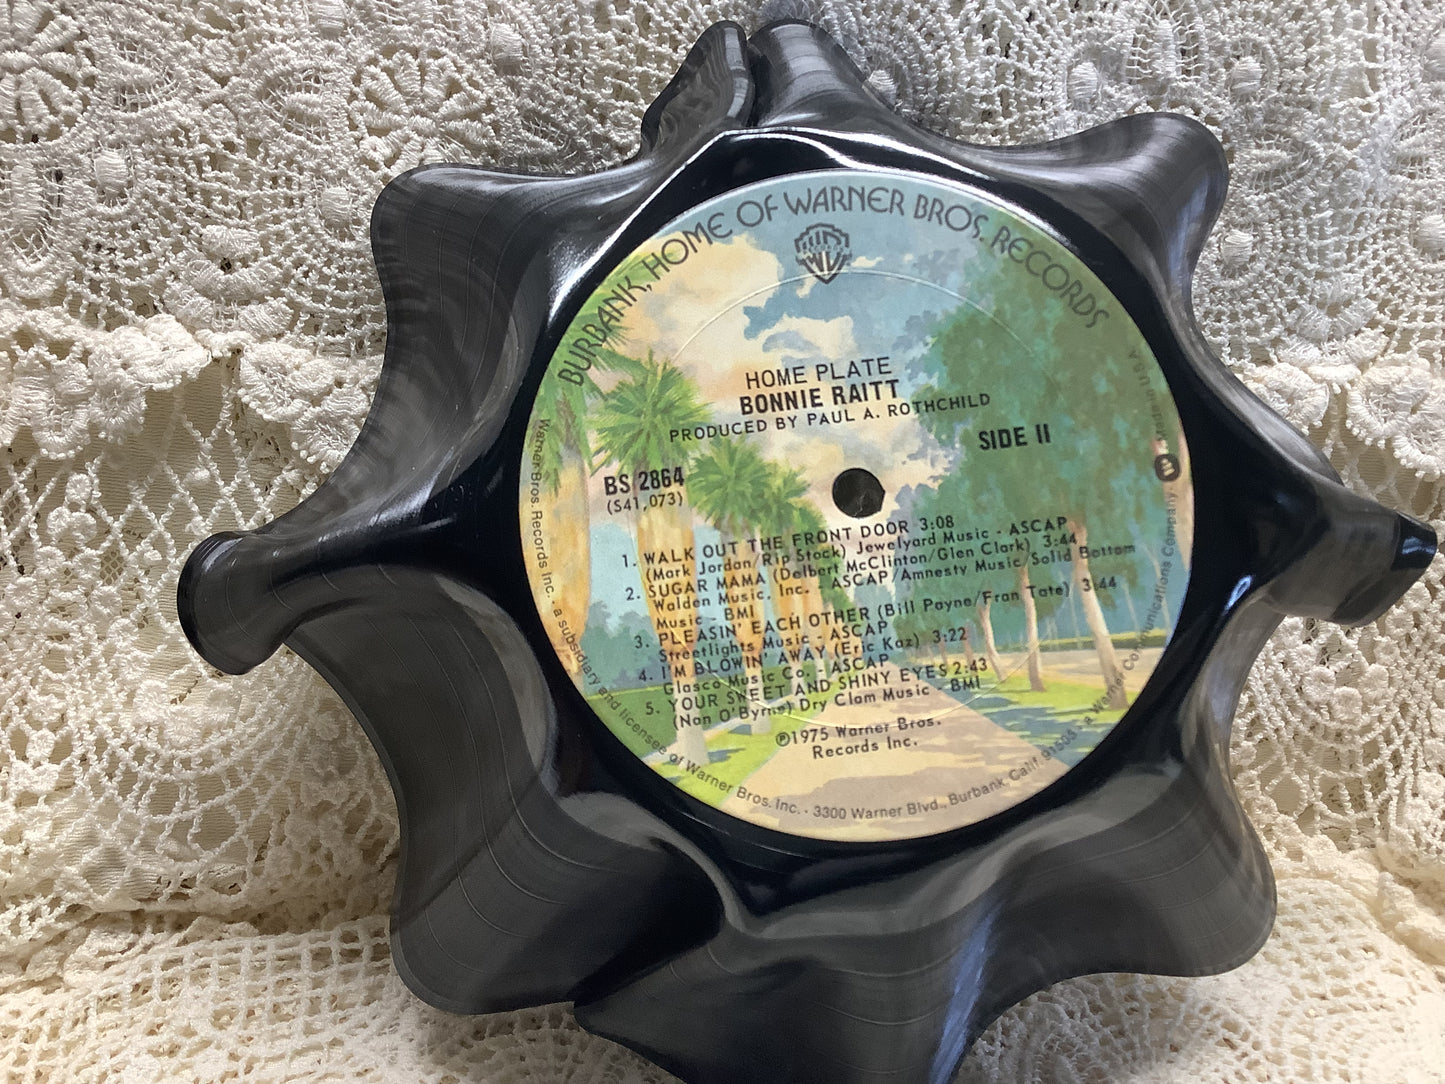 BURBANK, HOME OF WARNER BROS. RECORDS
HOME PLATE
BONNIE RAITT
PRODUCED BY PAUL A. ROTHCHILD
SIDE II
BS 2864
(S41,073)
1. WALK OUT THE FRONT DOOR 3:08
(Mark Jordan/Rip Stock) Jewelyard Music - ASCAP
2. SUGAR MAMA (Delbert McClinton/Glen Clark) 3:44
Walden Music, Inc. ASCAP/Amnesty Music/Solid Bottom
Music - BMI
3. PLEASIN' EACH OTHER (Bill Payne/Fran Tate) 3:44
Streetlights Music - ASCAP
4. I'M BLOWIN' AWAY (Eric Kaz) 3:22
Glasco Music Co. - ASCAP
5. YOUR SWEET AND SHINY EYES 2:43
(Nan O'Byrne) Dry Clam Music - BMI
℗1975 Warner Bros.
Records Inc.
Warner Bros. Records Inc., a subsidiary and licensee of Warner Bros. Inc. · 3300 Warner Blvd., Burbank, Calif. 91505 · a Warner Communications Company
Made in U.S.A.